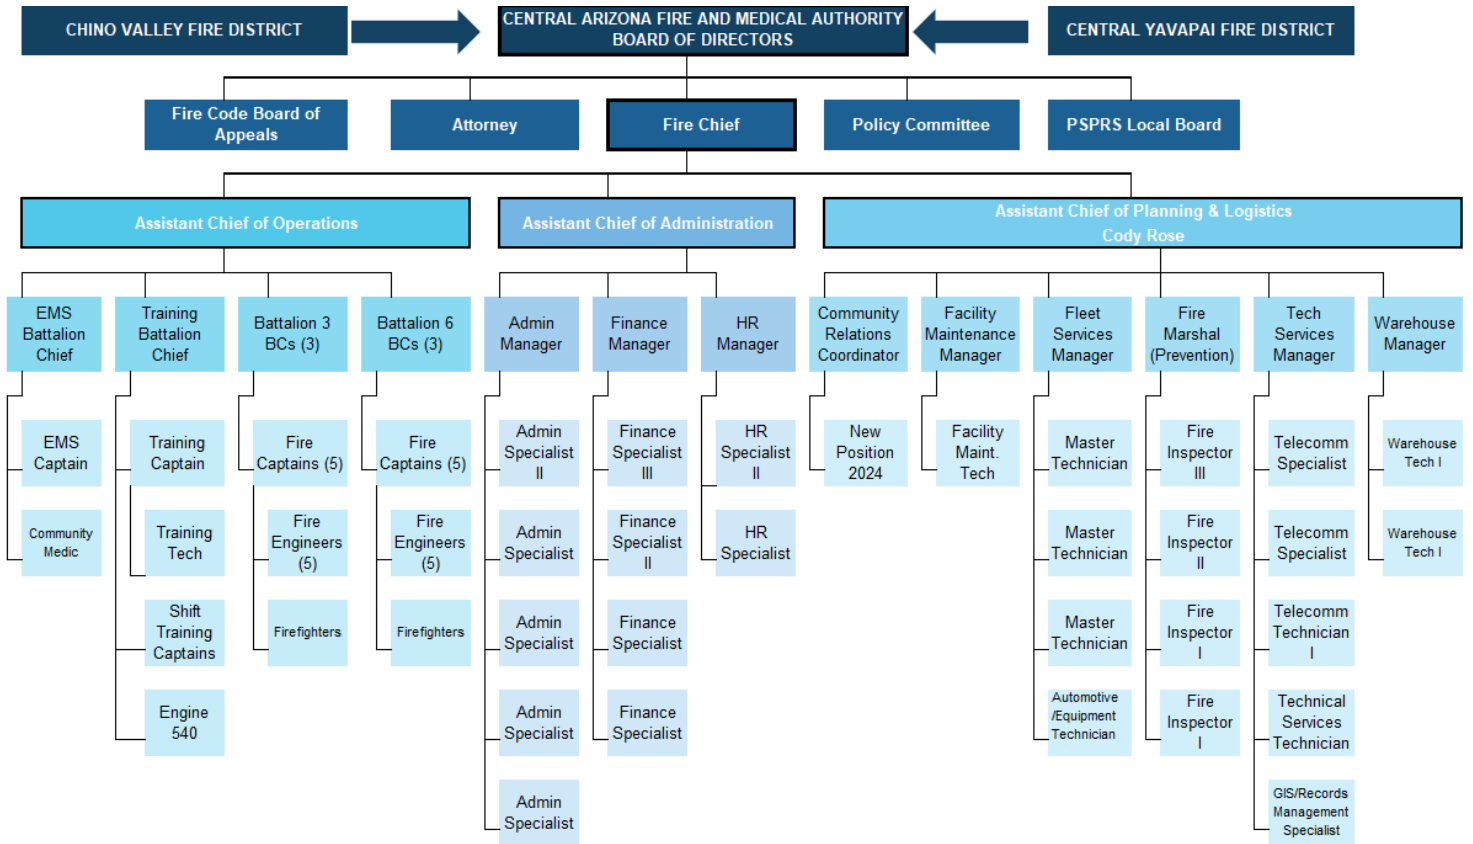 CHINO VALLEY FIRE DISTRICT
CENTRAL ARIZONA FIRE AND MEDICAL AUTHORITY
BOARD OF DIRECTORS
CENTRAL YAVAPAI FIRE DISTRICT
Fire Code Board of
Appeals
Attorney
Fire Chief
Policy Committee
PSPRS Local Board
Assistant Chief of Operations
Assistant Chief of Administration
Assistant Chief of Planning & Logistics
Cody Rose
EMS
Battalion
Chief
Training
Battalion
Chief
Battalion 3
BCs (3)
Battalion 6
BCs (3)
Admin
Manager
Finance
Manager
HR
Manager
Community
Relations
Coordinator
Facility
Maintenance
Manager
Fleet
Services
Manager
Fire
Marshal
(Prevention)
Tech
Services
Manager
Warehouse
Manager
EMS
Captain
Training
Captain
Fire
Captains (5)
Fire
Captains (5)
Admin
Specialist
II
Finance
Specialist
III
HR
Specialist
II
New
Position
2024
Facility
Maint.
Tech
Master
Technician
Fire
Inspector
III
Telecomm
Specialist
Warehouse
Tech I
Community
Medic
Training
Tech
Fire
Engineers
(5)
Fire
Engineers
(5)
Admin
Specialist
Finance
Specialist
II
HR
Specialist
Master
Technician
Fire
Inspector
II
Telecomm
Specialist
Warehouse
Tech I
Shift
Training
Captains
Firefighters
Firefighters
Admin
Specialist
Finance
Specialist
Master
Technician
Fire
Inspector
I
Telecomm
Technician
I
Engine
540
Admin
Specialist
Finance
Specialist
Automotive
/Equipment
Technician
Fire
Inspector
I
Technical
Services
Technician
Admin
Specialist
GIS/Records
Management
Specialist